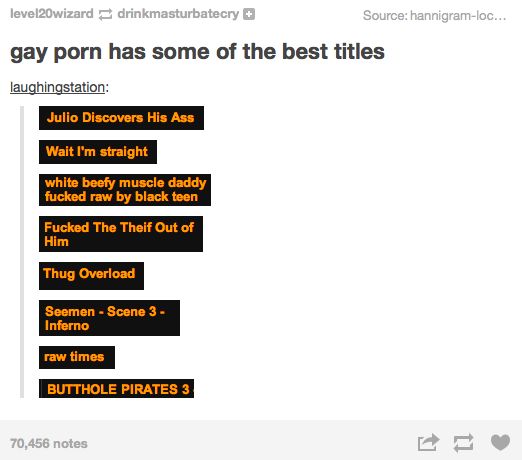 level20wizard drinkmasturbatecry
Source: hannigram-loc...
gay porn has some of the best titles
laughingstation:
Julio Discovers His Ass
Wait I'm straight
white beefy muscle daddy
fucked raw by black teen
Fucked The Theif Out of
Him
Thug Overload
Seemen - Scene 3 -
Inferno
raw times
BUTTHOLE PIRATES 3
70,456 notes